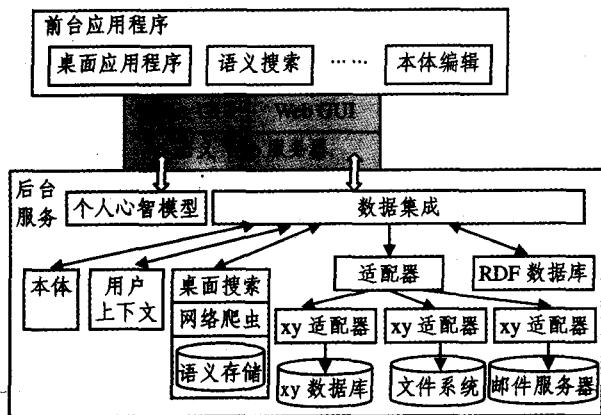 前台应用程序
桌面应用程序 语义搜索 …… 本体编辑
Web GUI
服务器
后台
服务
个人心智模型 数据集成
本体
用户
上下文
桌面搜索
网络爬虫
语义存储
适配器 RDF 数据库
xy 适配器 xy 适配器 xy 适配器
xy 数据库 文件系统 邮件服务器